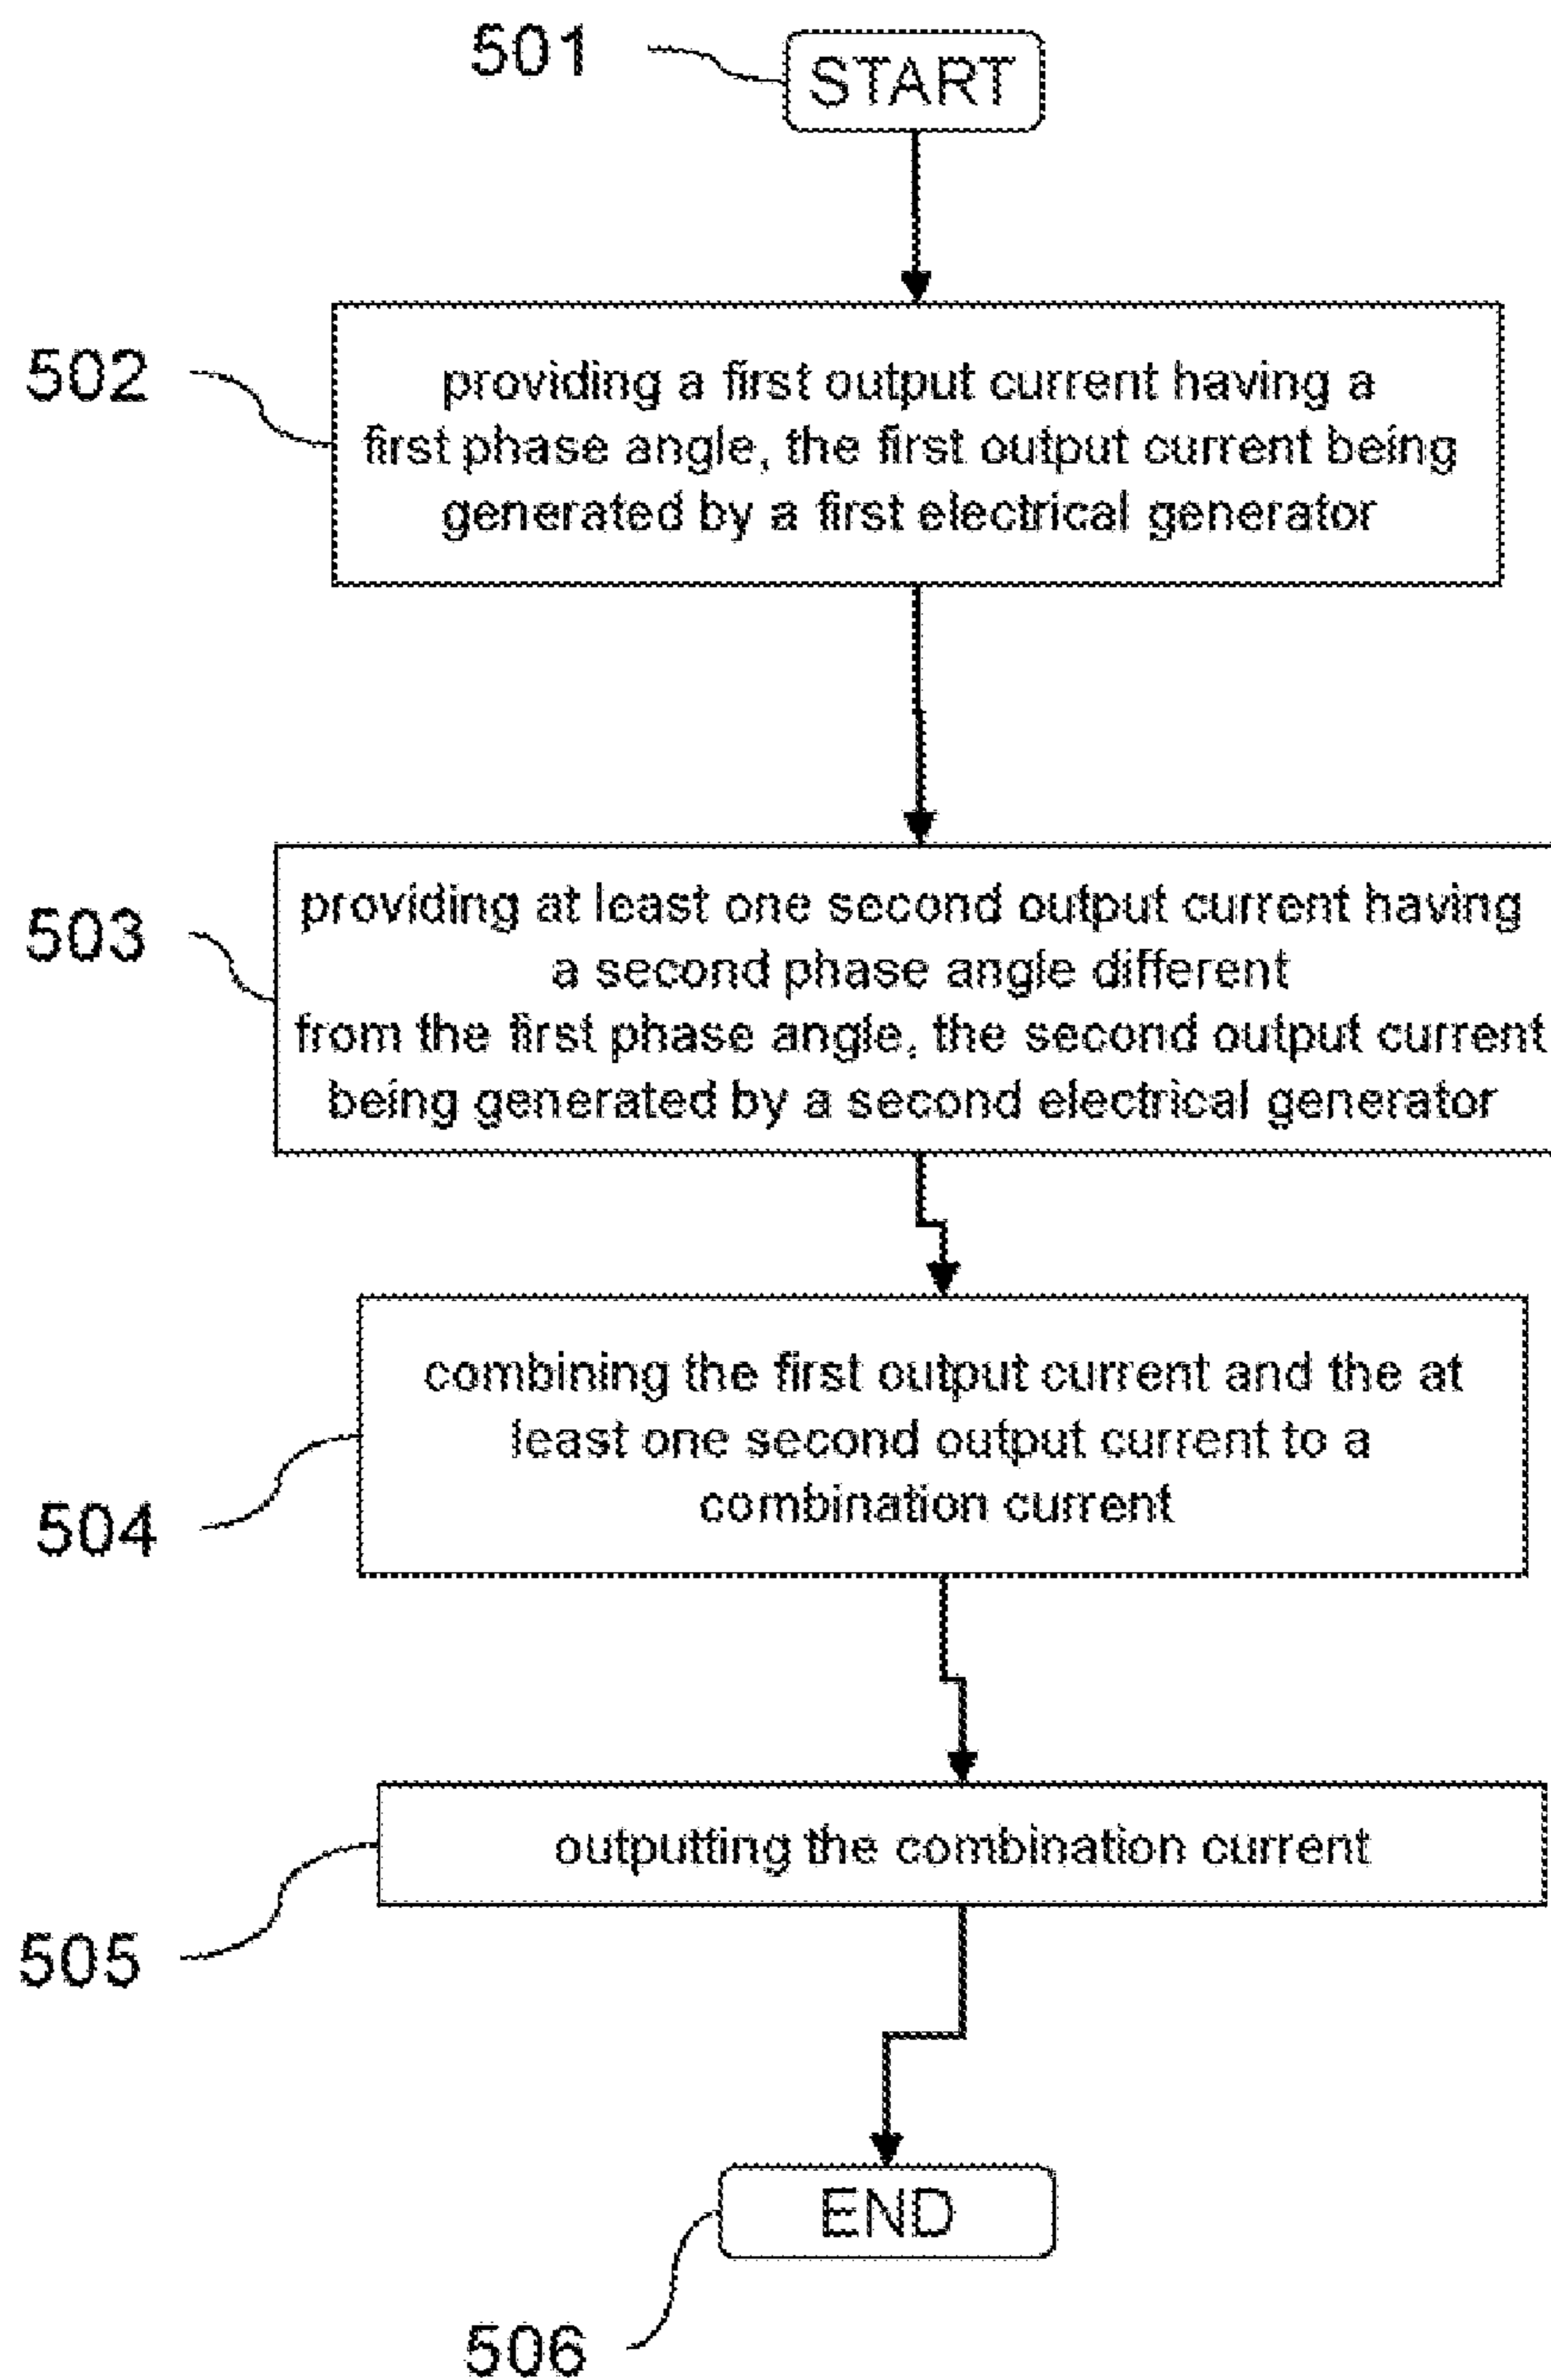 501
START
502
providing a first output current having a
first phase angle, the first output current being
generated by a first electrical generator
503
providing at least one second output current having
a second phase angle different
from the first phase angle, the second output current
being generated by a second electrical generator
504
combining the first output current and the at
least one second output current to a
combination current
505
outputting the combination current
END
506